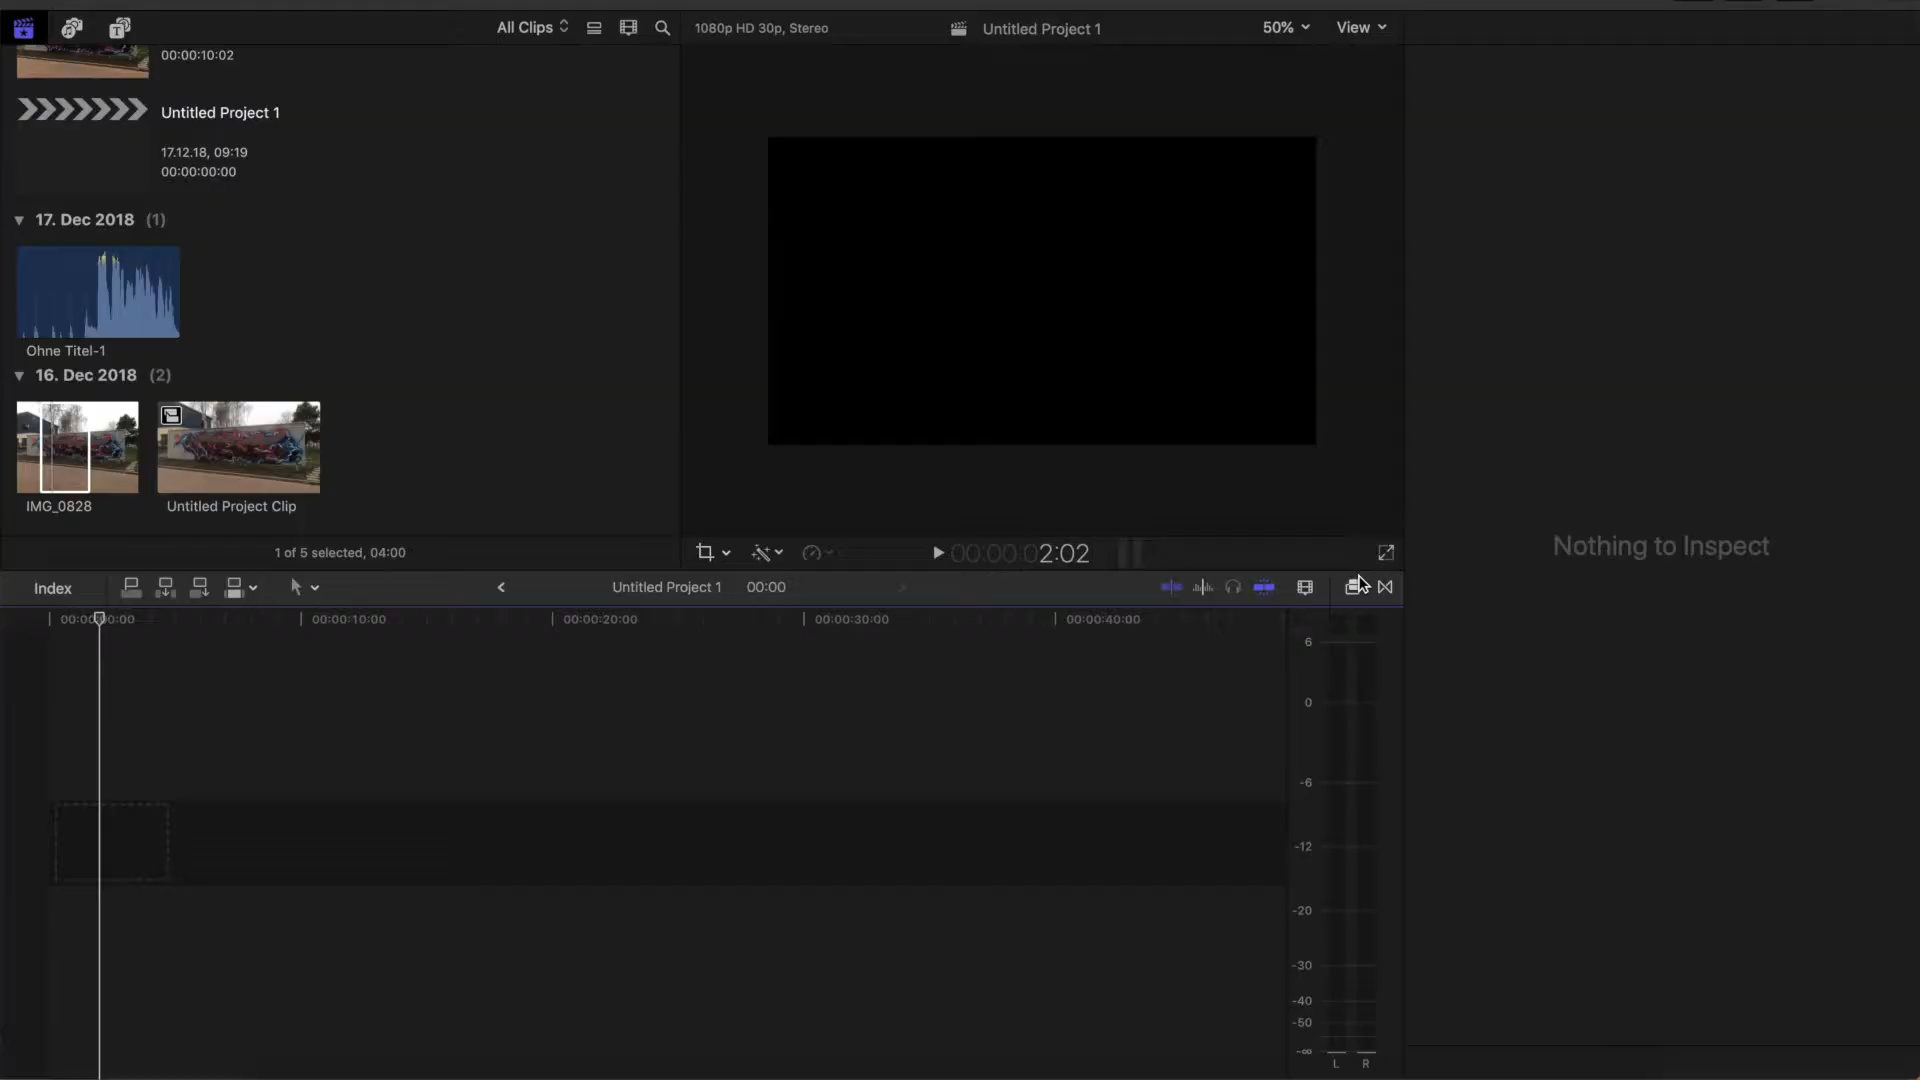 All Clips
1080p HD 30p, Stereo
Untitled Project 1
50%
View
00:00:10:02
Untitled Project 1
17.12.18, 09:19
00:00:00:00
17. Dec 2018 (1)
Ohne Titel-1
16. Dec 2018 (2)
IMG_0828
Untitled Project Clip
1 of 5 selected, 04:00
00:00:02:02
Nothing to Inspect
Index
Untitled Project 1
00:00
00:00:00:00
00:00:10:00
00:00:20:00
00:00:30:00
00:00:40:00
6
0
-6
-12
-20
-30
-40
-50
-∞
L R